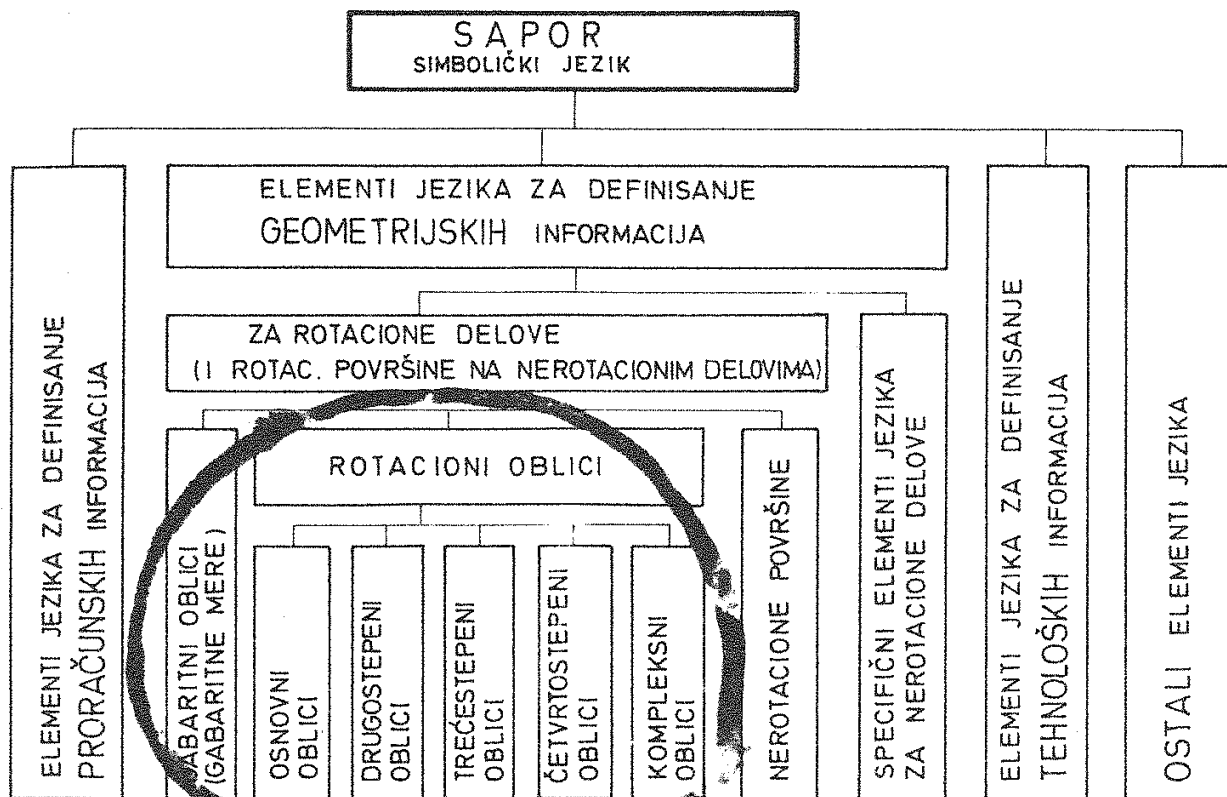 SAPOR
SIMBOLIČKI JEZIK
ELEMENTI JEZIKA ZA DEFINISANJE
PRORAČUNSKIH INFORMACIJA
ELEMENTI JEZIKA ZA DEFINISANJE
GEOMETRIJSKIH INFORMACIJA
ZA ROTACIONE DELOVE
(I ROTAC. POVRŠINE NA NEROTACIONIM DELOVIMA)
GABARITNI OBLICI
(GABARITNE MERE)
ROTACIONI OBLICI
OSNOVNI
OBLICI
DRUGOSTEPENI
OBLICI
TREĆESTEPENI
OBLICI
ČETVRTOSTEPENI
OBLICI
KOMPLEKSNI
OBLICI
NEROTACIONE POVRŠINE
SPECIFIČNI ELEMENTI JEZIKA
ZA NEROTACIONE DELOVE
ELEMENTI JEZIKA ZA DEFINISANJE
TEHNOLOŠKIH INFORMACIJA
OSTALI ELEMENTI JEZIKA